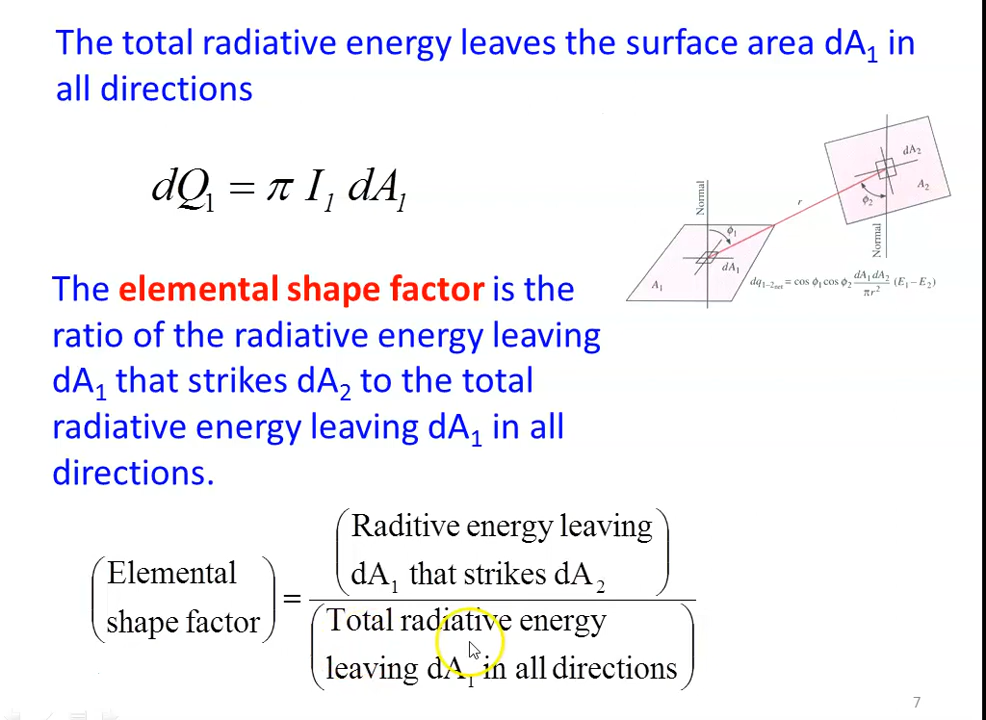 The total radiative energy leaves the surface area dA₁ in
all directions
dQ₁ = π I₁ dA₁
Normal
r
ϕ₁
dA₁
A₁
dA₂
A₂
ϕ₂
Normal
dq₁₋₂ₙₑₜ = cos ϕ₁ cos ϕ₂ dA₁dA₂/πr² (E₁ – E₂)
The elemental shape factor is the
ratio of the radiative energy leaving
dA₁ that strikes dA₂ to the total
radiative energy leaving dA₁ in all
directions.
(Elemental
shape factor) =
(Raditive energy leaving
dA₁ that strikes dA₂)
(Total radiative energy
leaving dA₁ in all directions)
7